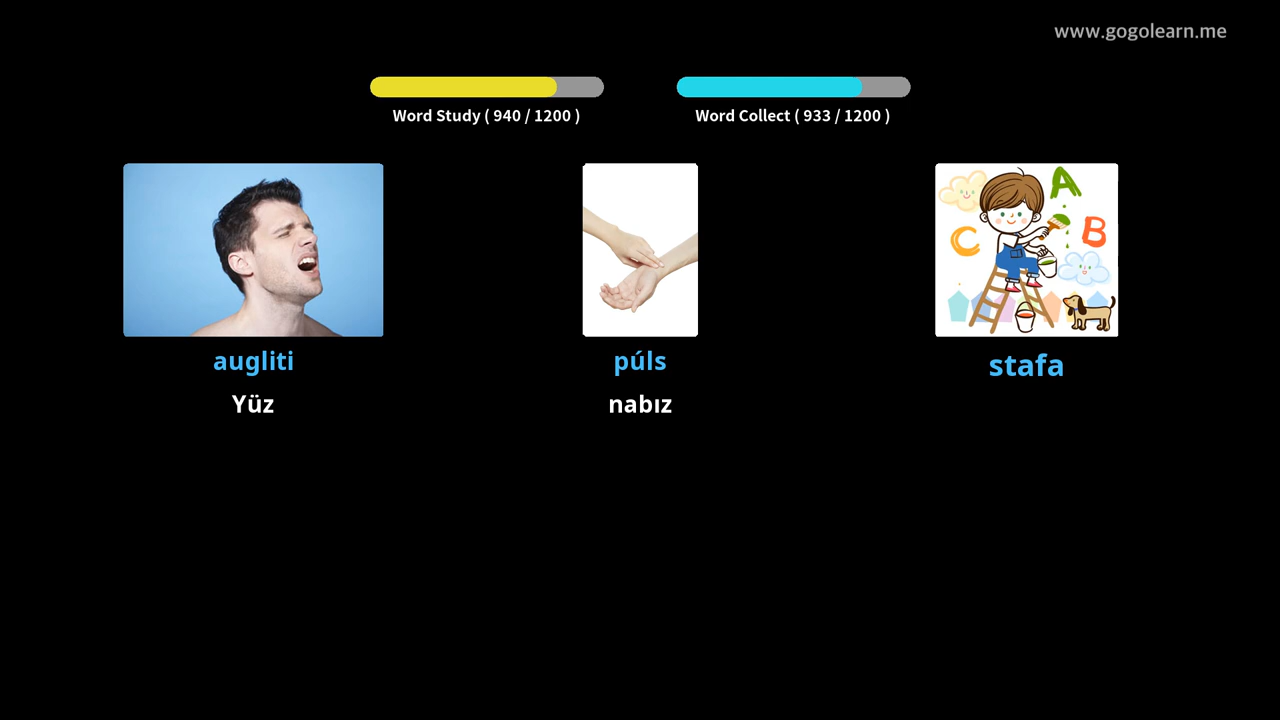 www.gogolearn.me
Word Study ( 940 / 1200 )
Word Collect ( 933 / 1200 )
A
B
C
augliti
púls
stafa
Yüz
nabız